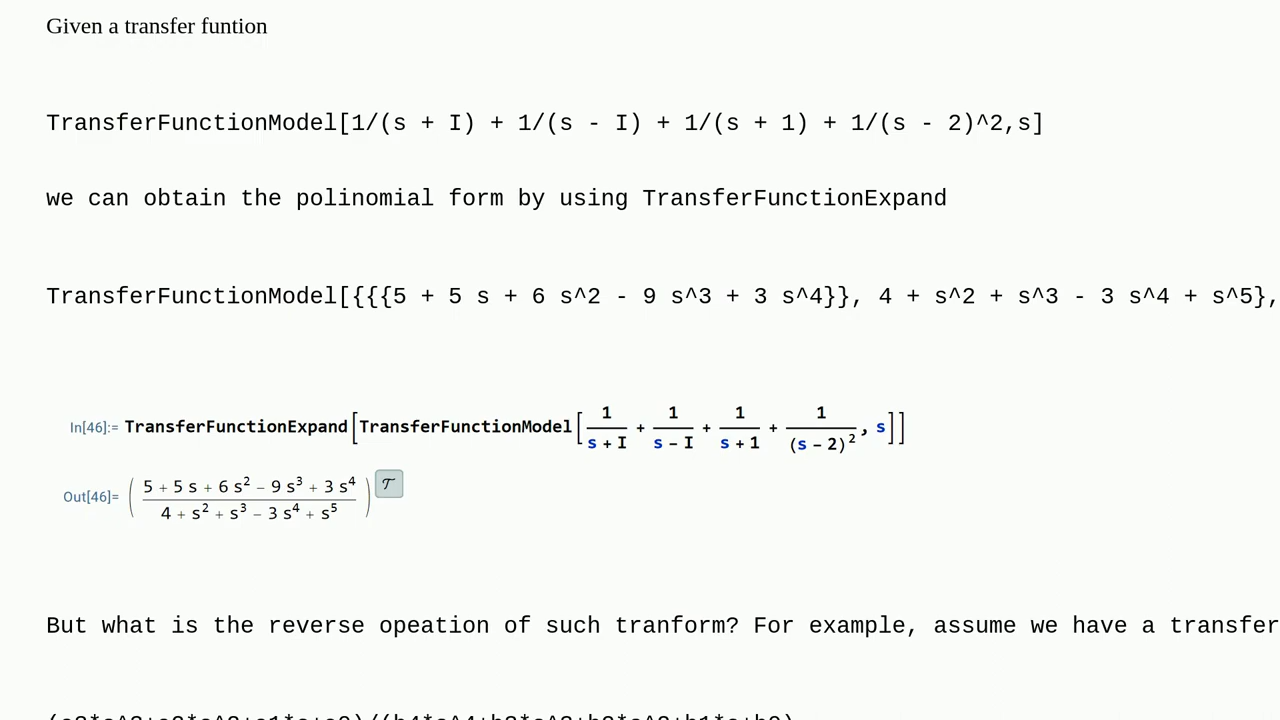 Given a transfer funtion
TransferFunctionModel[1/(s + I) + 1/(s - I) + 1/(s + 1) + 1/(s - 2)^2,s]
we can obtain the polinomial form by using TransferFunctionExpand
TransferFunctionModel[{{{5 + 5 s + 6 s^2 - 9 s^3 + 3 s^4}}, 4 + s^2 + s^3 - 3 s^4 + s^5},
In[46]:= TransferFunctionExpand[TransferFunctionModel[1/(s + I) + 1/(s - I) + 1/(s + 1) + 1/(s - 2)^2, s]]
Out[46]= ((5 + 5 s + 6 s^2 - 9 s^3 + 3 s^4)/(4 + s^2 + s^3 - 3 s^4 + s^5)) 𝒯
But what is the reverse opeation of such tranform? For example, assume we have a transfer